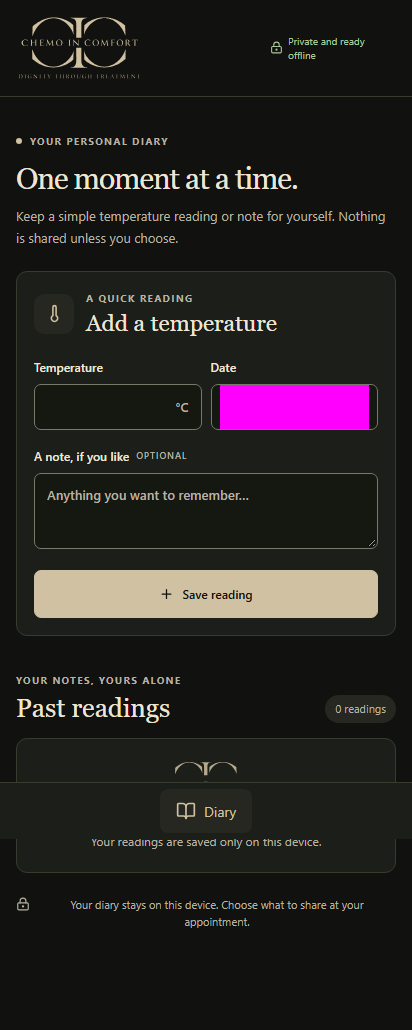 CHEMO IN COMFORT
DIGNITY THROUGH TREATMENT
Private and ready
offline
YOUR PERSONAL DIARY
One moment at a time.
Keep a simple temperature reading or note for yourself. Nothing
is shared unless you choose.
A QUICK READING
Add a temperature
Temperature
Date
°C
A note, if you like OPTIONAL
Anything you want to remember...
+ Save reading
YOUR NOTES, YOURS ALONE
Past readings
0 readings
Diary
Your readings are saved only on this device.
Your diary stays on this device. Choose what to share at your
appointment.